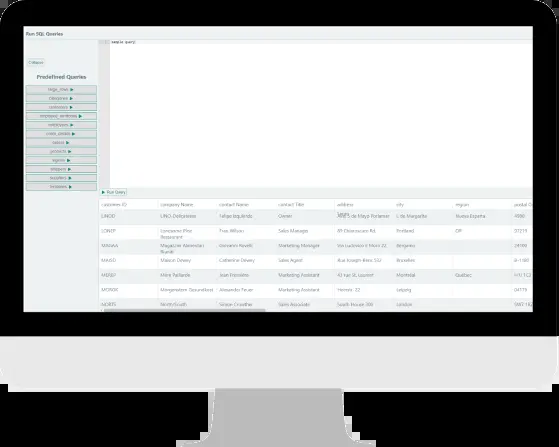 Run SQL Queries
sample query
Collapse
Predefined Queries
categories
customers
employee_territories
employees
order_details
orders
products
regions
shippers
suppliers
territories
Run Query
customer ID company Name contact Name contact Title address city region postal
LINOD LINO-Delicateses Felipe Izquierdo Owner Ave. 5 de Mayo Porlamar I. de Margarita Nueva Esparta 4980
LONEP Lonesome Pine Restaurant Fran Wilson Sales Manager 89 Chiaroscuro Rd. Portland OR 97219
MAGAA Magazzini Alimentari Riuniti Giovanni Rovelli Marketing Manager Via Ludovico il Moro 22 Bergamo 24100
MAISD Maison Dewey Catherine Dewey Sales Agent Rue Joseph-Bens 532 Bruxelles B-1180
MEREP Mère Paillarde Jean Fresnière Marketing Assistant 43 rue St. Laurent Montréal Québec H1J 1C3
MORGK Morgenstern Gesundkost Alexander Feuer Marketing Assistant Heerstr. 22 Leipzig 04179
NORTS North/South Simon Crowther Sales Associate South House 300 London SW7 1RZ